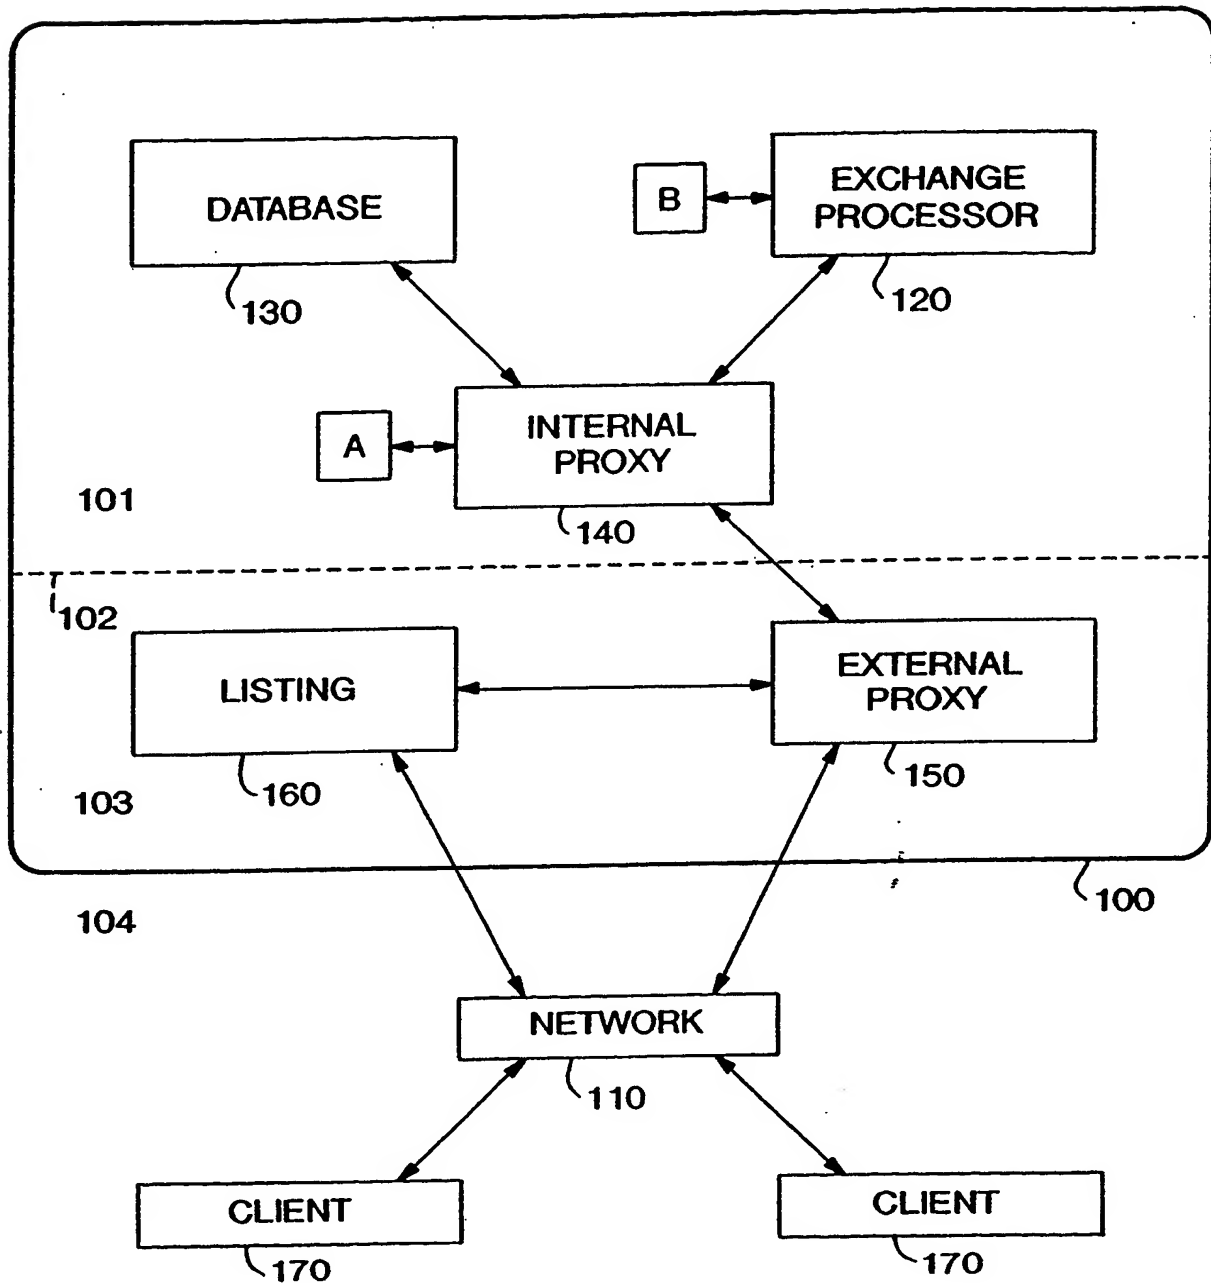 DATABASE
130
B
EXCHANGE
PROCESSOR
120
A
INTERNAL
PROXY
140
101
102
LISTING
160
EXTERNAL
PROXY
150
103
100
104
NETWORK
110
CLIENT
170
CLIENT
170